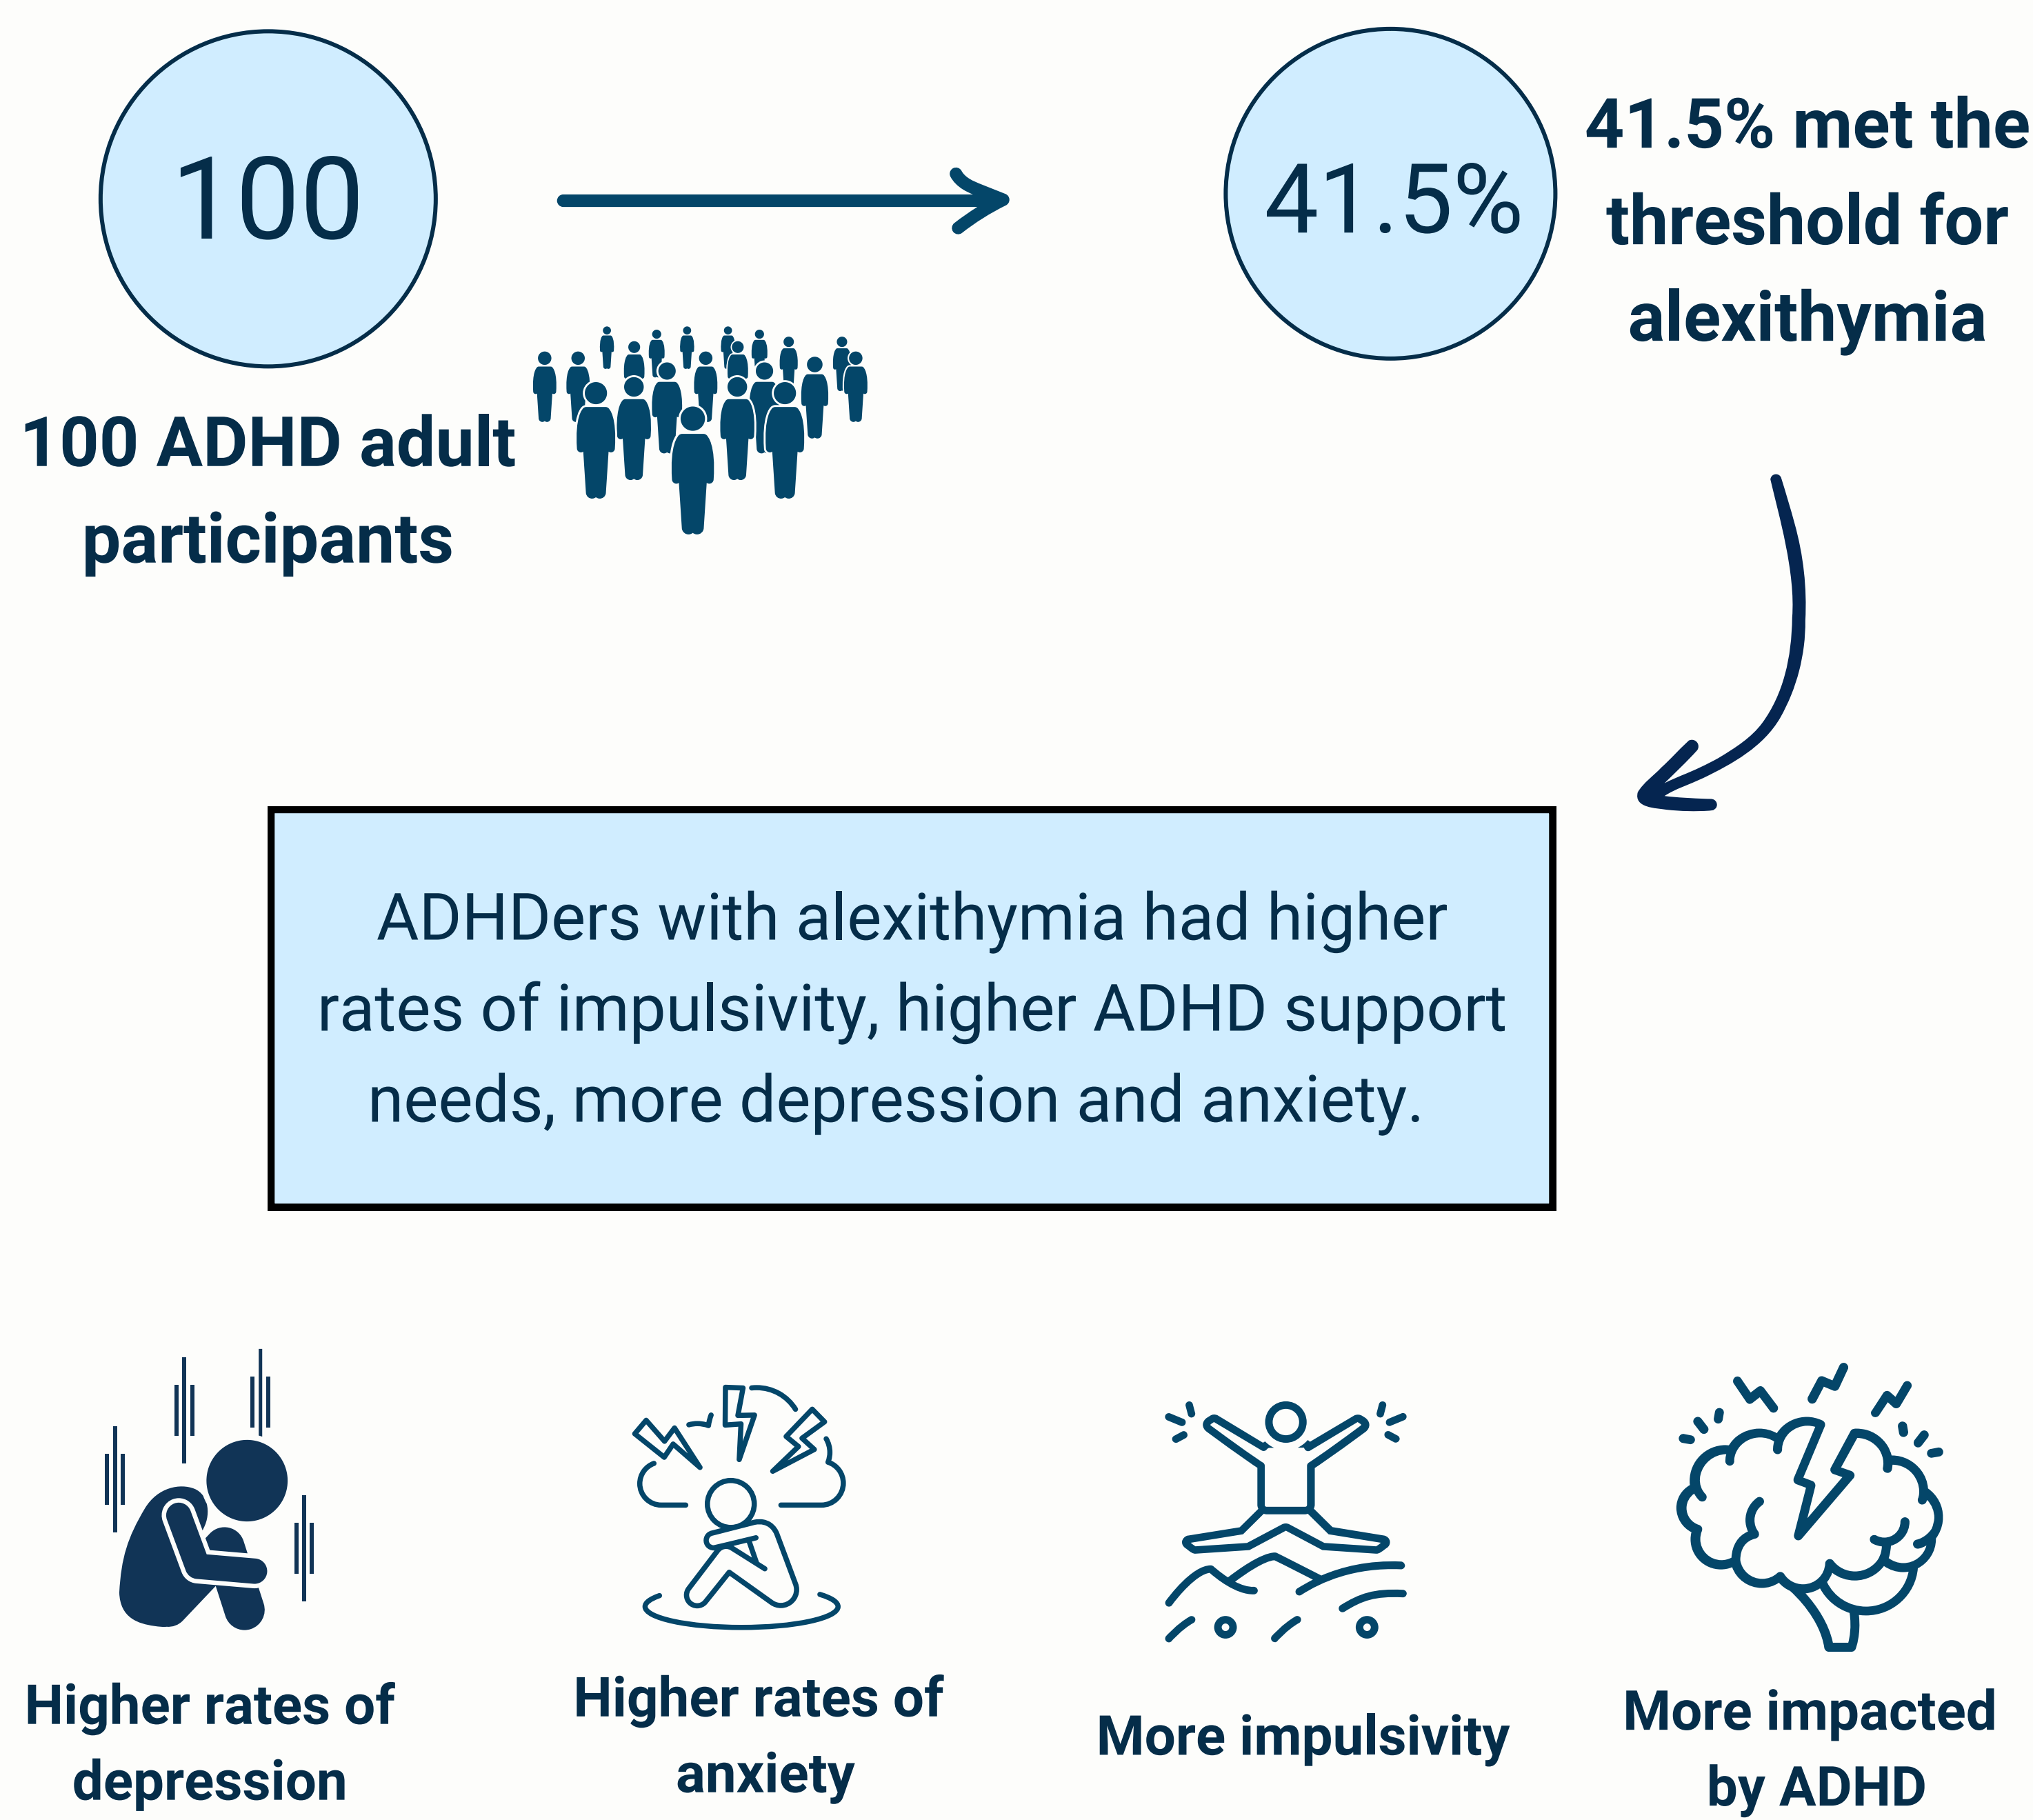 100
41.5%
41.5% met the
threshold for
alexithymia
100 ADHD adult
participants
ADHDers with alexithymia had higher
rates of impulsivity, higher ADHD support
needs, more depression and anxiety.
Higher rates of
depression
Higher rates of
anxiety
More impulsivity
More impacted
by ADHD